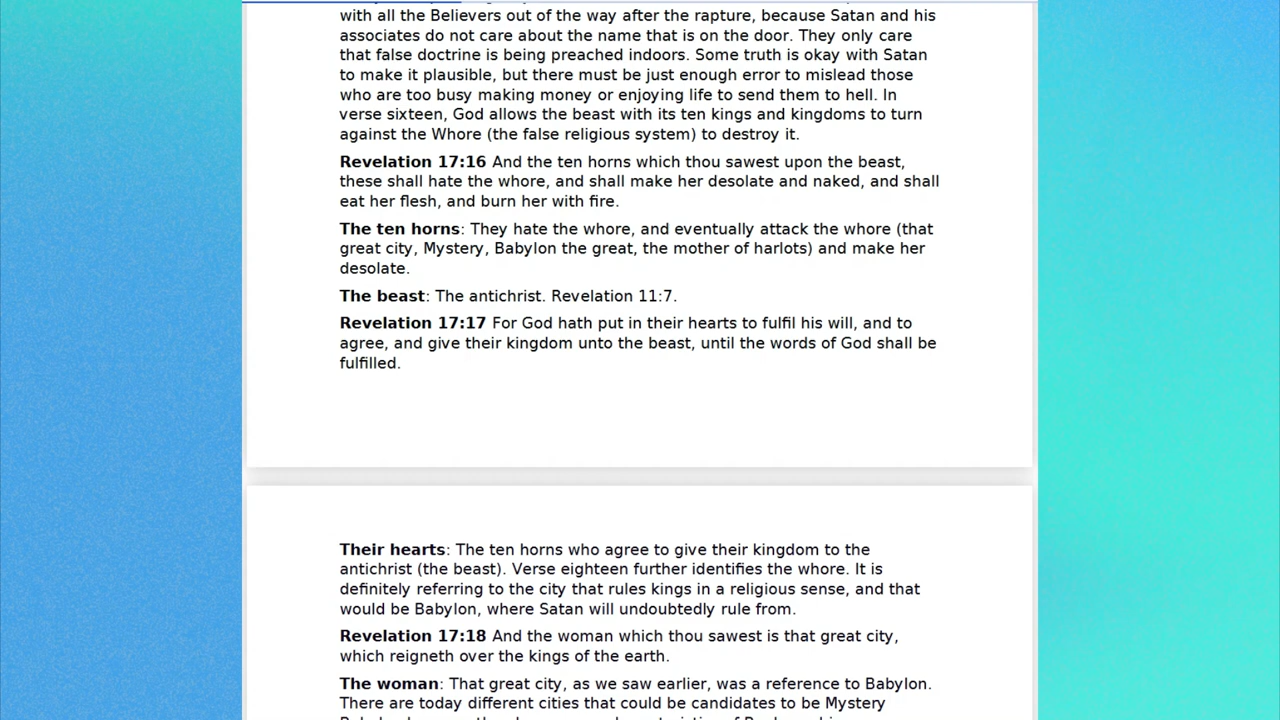 with all the Believers out of the way after the rapture, because Satan and his
associates do not care about the name that is on the door. They only care
that false doctrine is being preached indoors. Some truth is okay with Satan
to make it plausible, but there must be just enough error to mislead those
who are too busy making money or enjoying life to send them to hell. In
verse sixteen, God allows the beast with its ten kings and kingdoms to turn
against the Whore (the false religious system) to destroy it.
Revelation 17:16 And the ten horns which thou sawest upon the beast,
these shall hate the whore, and shall make her desolate and naked, and shall
eat her flesh, and burn her with fire.
The ten horns: They hate the whore, and eventually attack the whore (that
great city, Mystery, Babylon the great, the mother of harlots) and make her
desolate.
The beast: The antichrist. Revelation 11:7.
Revelation 17:17 For God hath put in their hearts to fulfil his will, and to
agree, and give their kingdom unto the beast, until the words of God shall be
fulfilled.
Their hearts: The ten horns who agree to give their kingdom to the
antichrist (the beast). Verse eighteen further identifies the whore. It is
definitely referring to the city that rules kings in a religious sense, and that
would be Babylon, where Satan will undoubtedly rule from.
Revelation 17:18 And the woman which thou sawest is that great city,
which reigneth over the kings of the earth.
The woman: That great city, as we saw earlier, was a reference to Babylon.
There are today different cities that could be candidates to be Mystery